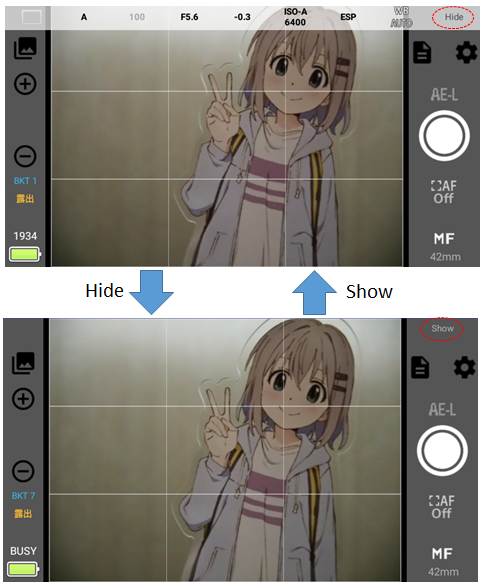 A 100 F5.6 -0.3 ISO-A 6400 ESP WB AUTO Hide
AE-L
BKT 1
露出
AF
Off
1934
MF
42mm
Hide
Show
Show
AE-L
BKT 7
露出
AF
Off
BUSY
MF
42mm